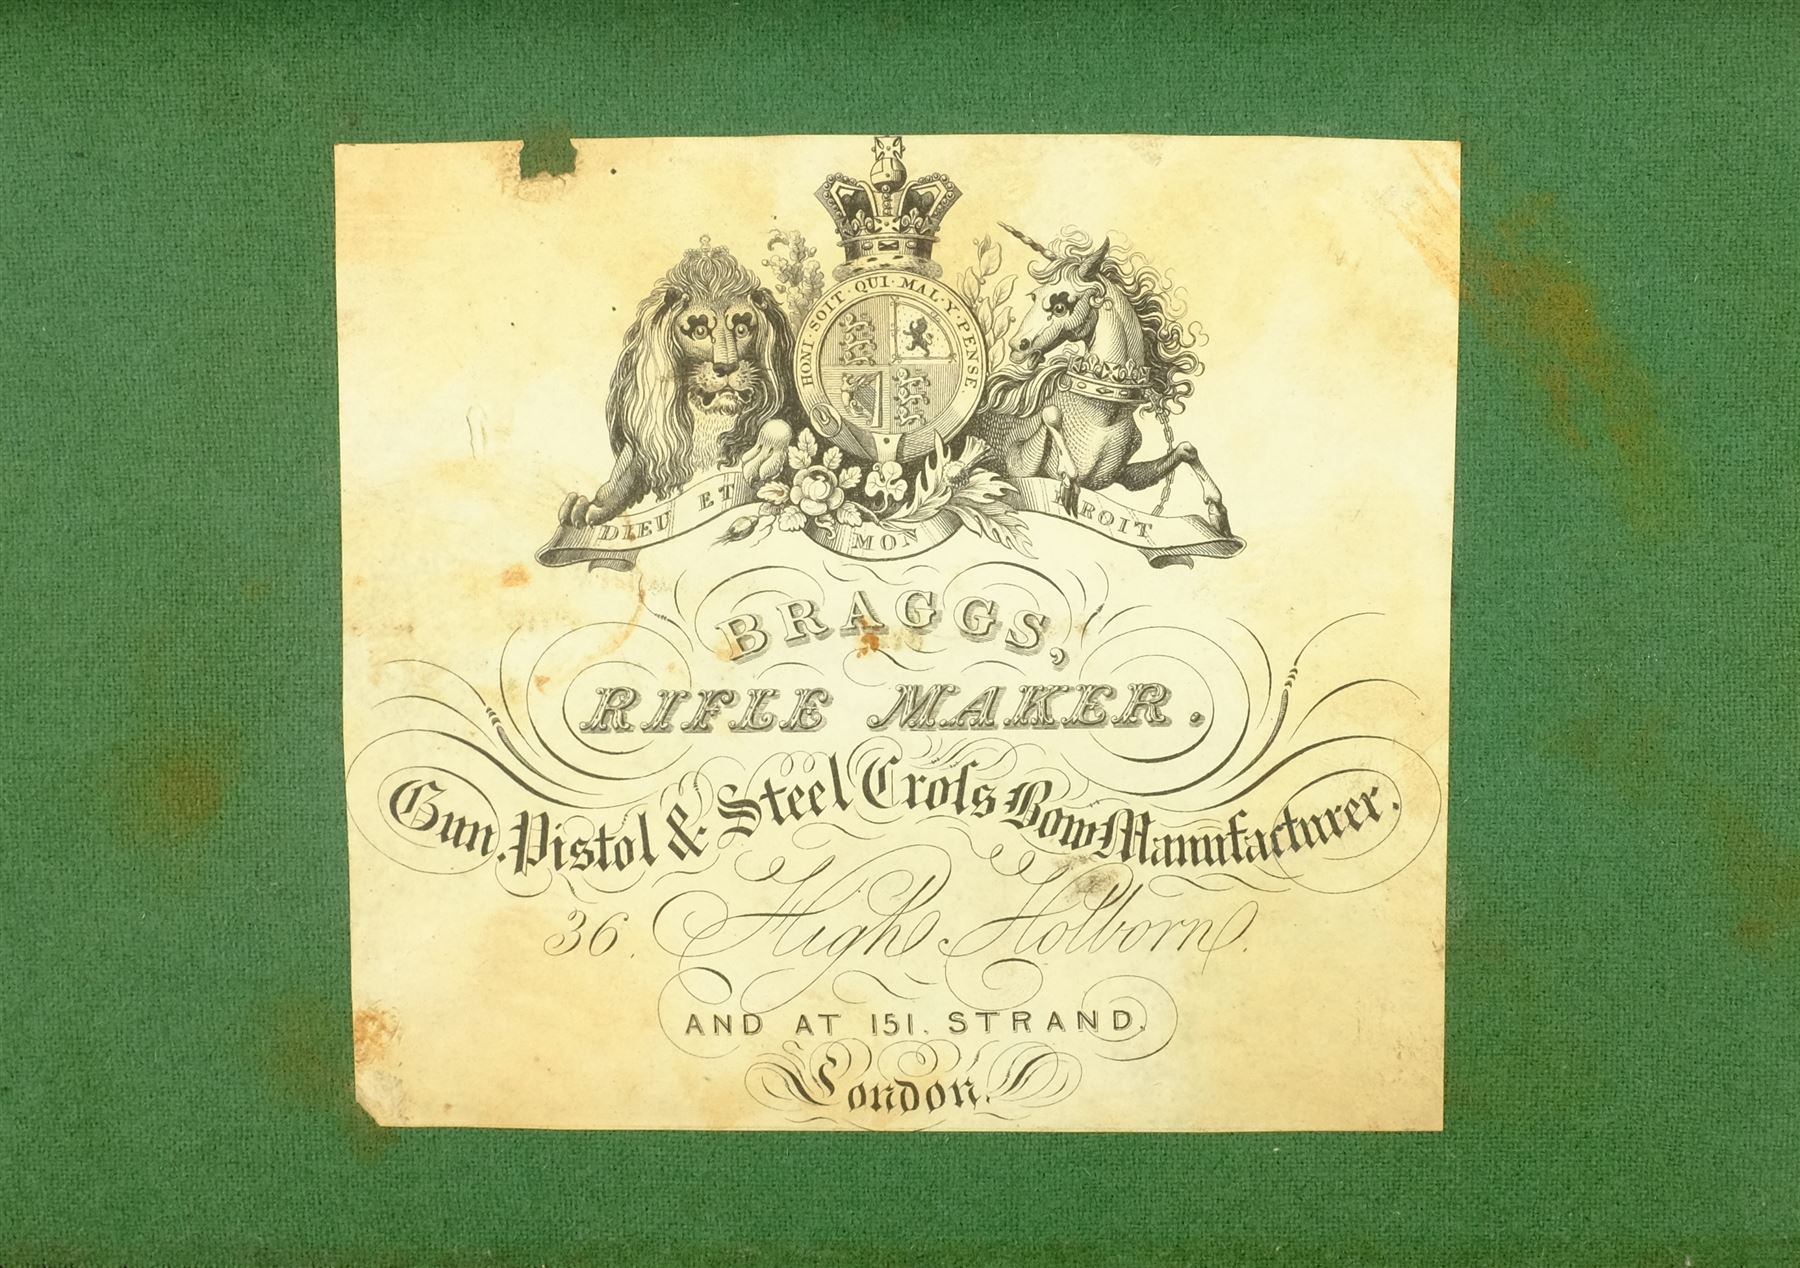 HONI · SOIT · QUI · MAL · Y · PENSE
DIEU ET MON DROIT
BRAGGS,
RIFLE MAKER.
Gun, Pistol & Steel Croſs Bow Manufacturer.
36. High Holborn.
AND AT 151. STRAND,
London.